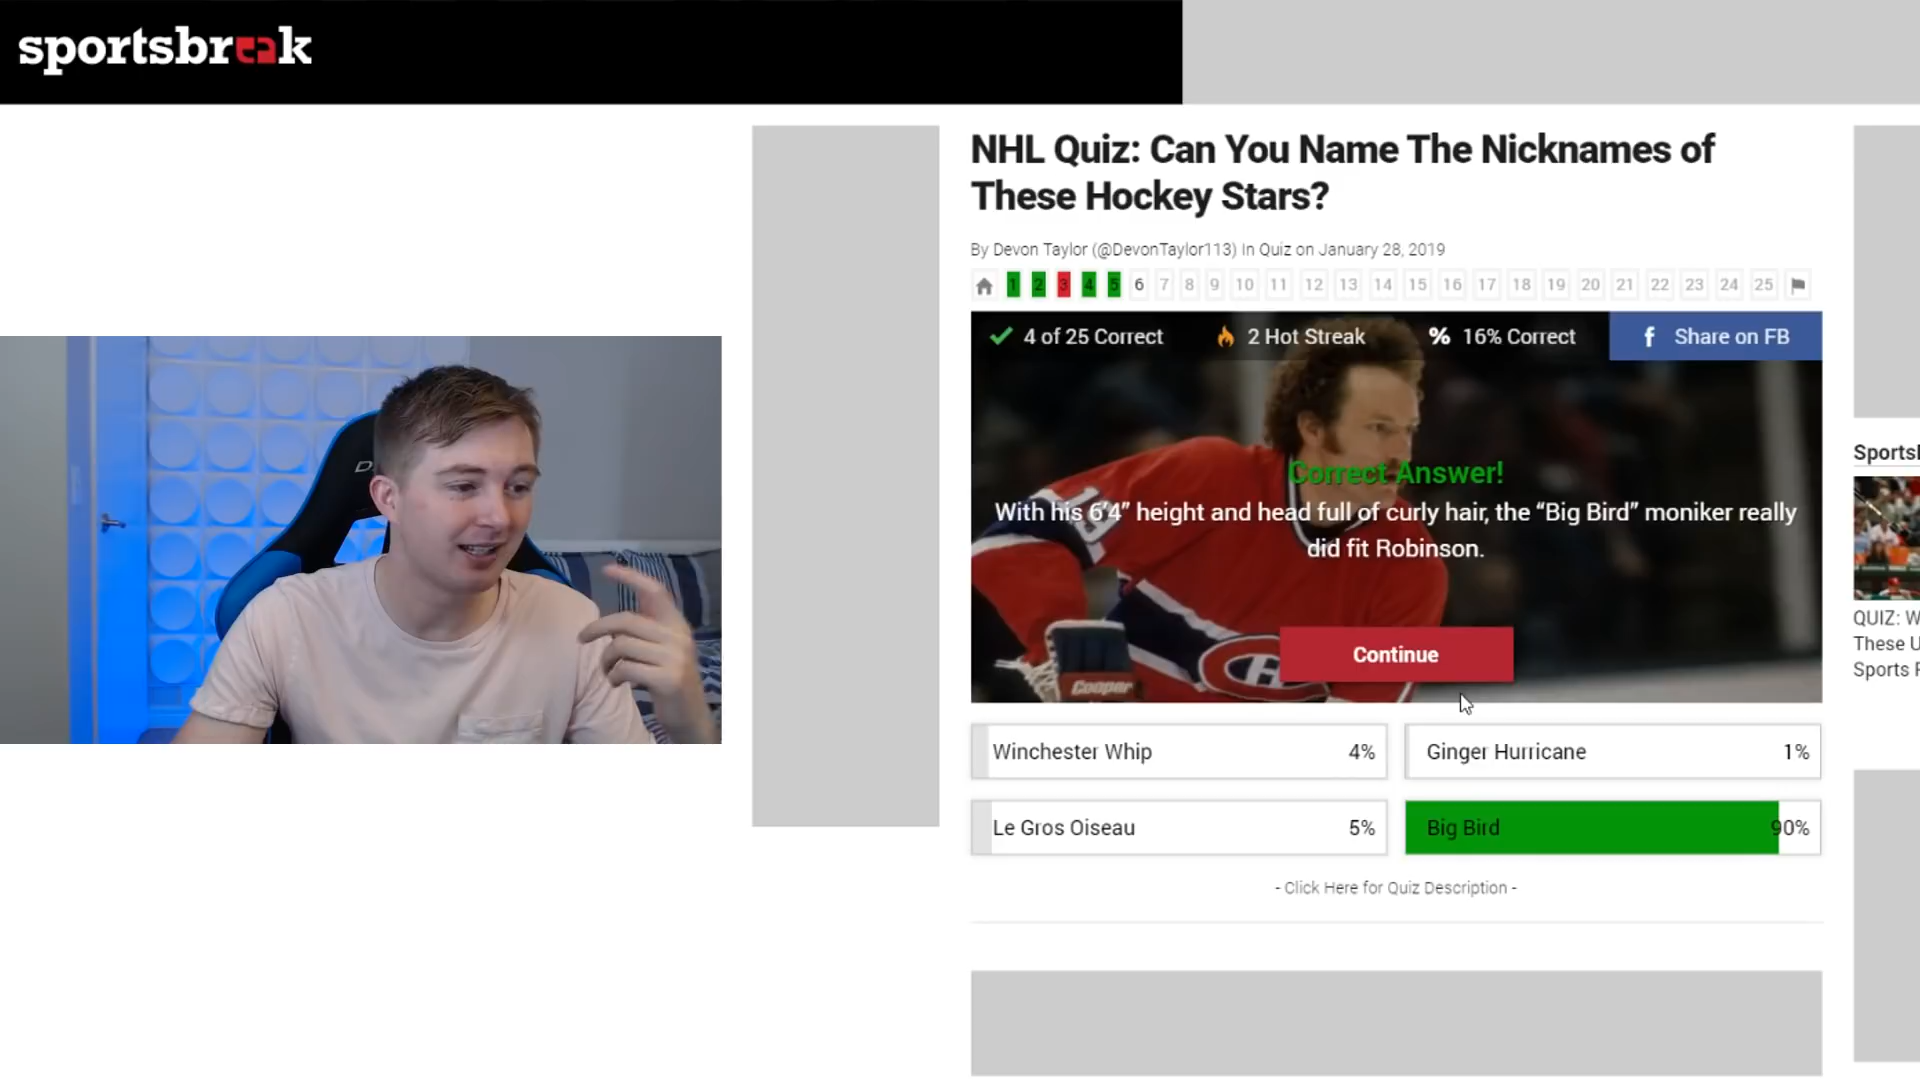 sportsbreak
NHL Quiz: Can You Name The Nicknames of
These Hockey Stars?
By Devon Taylor (@DevonTaylor113) In Quiz on January 28, 2019
1 2 3 4 5 6 7 8 9 10 11 12 13 14 15 16 17 18 19 20 21 22 23 24 25
4 of 25 Correct
2 Hot Streak
% 16% Correct
f Share on FB
Correct Answer!
With his 6'4” height and head full of curly hair, the “Big Bird” moniker really
did fit Robinson.
Continue
Cooper
Winchester Whip 4%
Ginger Hurricane 1%
Le Gros Oiseau 5%
Big Bird 90%
- Click Here for Quiz Description -
Sports
QUIZ: W
These U
Sports